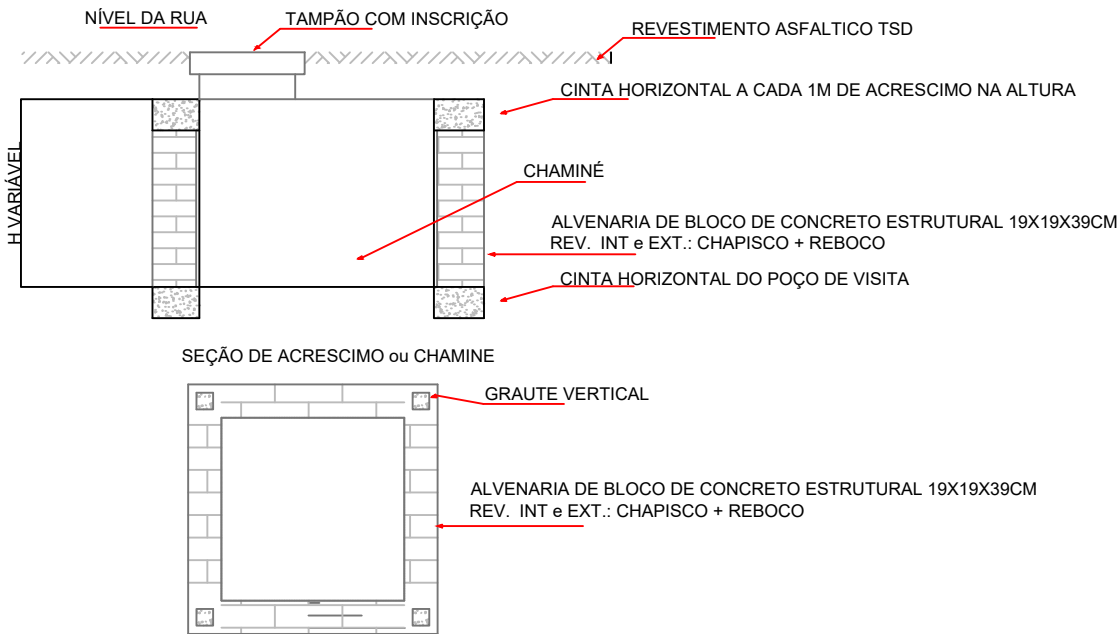 NÍVEL DA RUA
TAMPÃO COM INSCRIÇÃO
REVESTIMENTO ASFALTICO TSD
CINTA HORIZONTAL A CADA 1M DE ACRESCIMO NA ALTURA
H VARIÁVEL
CHAMINÉ
ALVENARIA DE BLOCO DE CONCRETO ESTRUTURAL 19X19X39CM
REV. INT e EXT.: CHAPISCO + REBOCO
CINTA HORIZONTAL DO POÇO DE VISITA
SEÇÃO DE ACRESCIMO ou CHAMINE
GRAUTE VERTICAL
ALVENARIA DE BLOCO DE CONCRETO ESTRUTURAL 19X19X39CM
REV. INT e EXT.: CHAPISCO + REBOCO